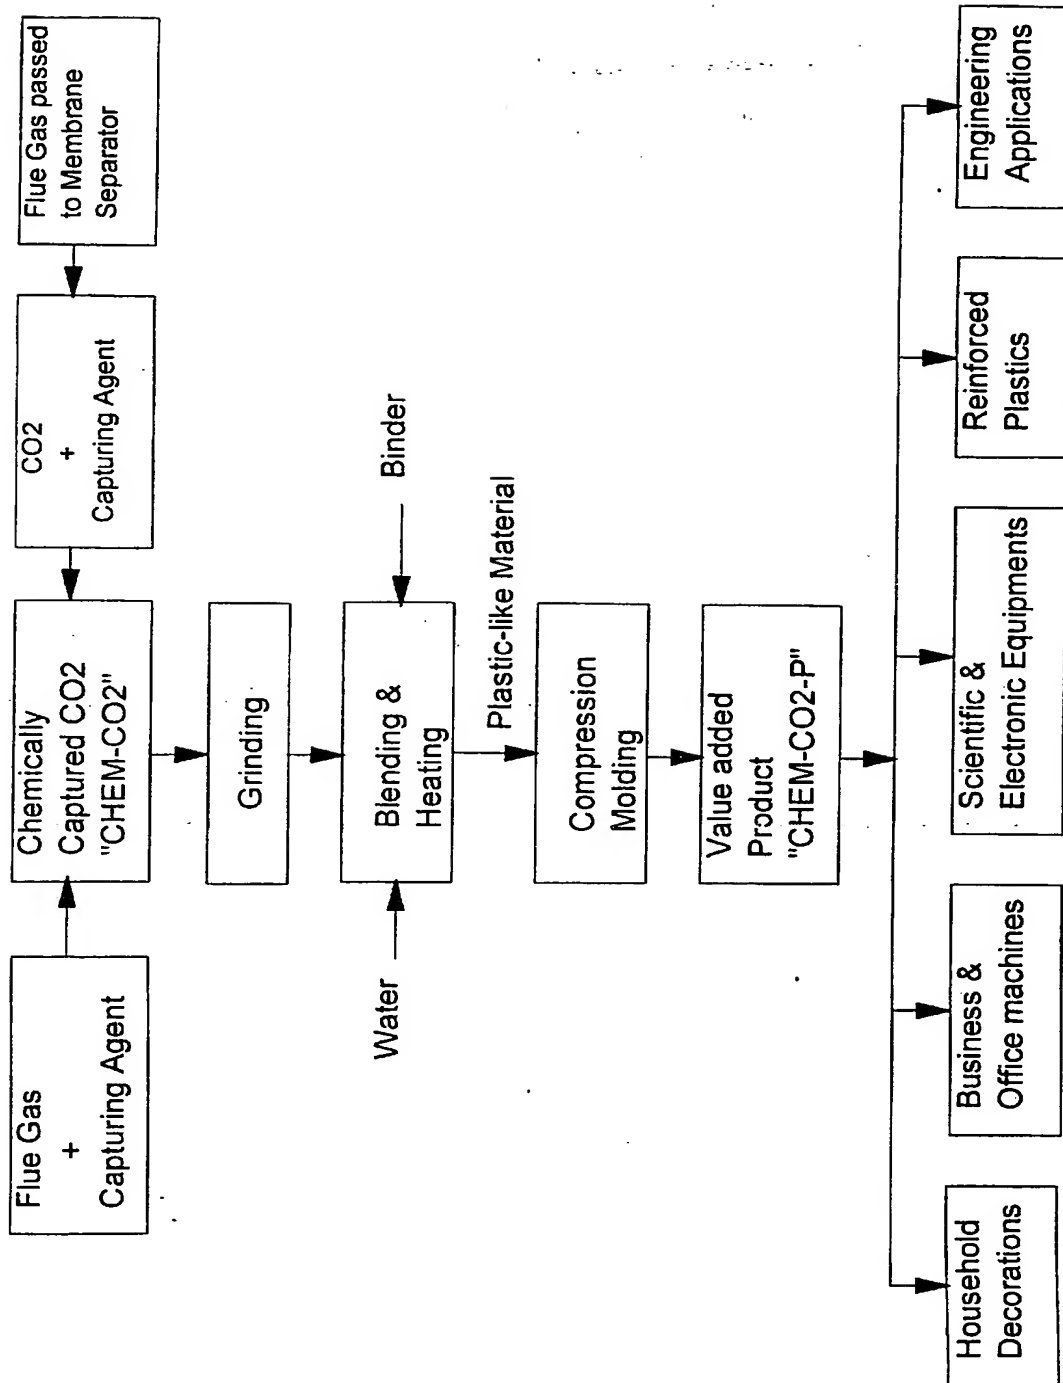 Flue Gas
+
Capturing Agent
Chemically
Captured CO2
"CHEM-CO2"
CO2
+
Capturing Agent
Flue Gas passed
to Membrane
Separator
Grinding
Water
Blending &
Heating
Binder
Plastic-like Material
Compression
Molding
Value added
Product
"CHEM-CO2-P"
Household
Decorations
Business &
Office machines
Scientific &
Electronic Equipments
Reinforced
Plastics
Engineering
Applications